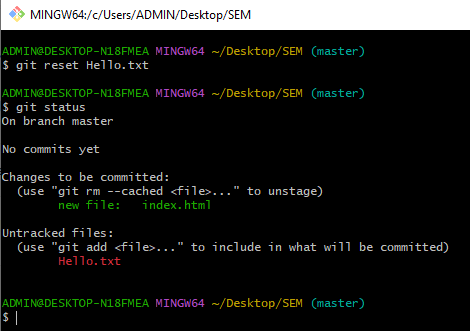 MINGW64:/c/Users/ADMIN/Desktop/SEM
ADMIN@DESKTOP-N18FMEA MINGW64 ~/Desktop/SEM (master)
$ git reset Hello.txt
ADMIN@DESKTOP-N18FMEA MINGW64 ~/Desktop/SEM (master)
$ git status
On branch master
No commits yet
Changes to be committed:
(use "git rm --cached <file>..." to unstage)
new file: index.html
Untracked files:
(use "git add <file>..." to include in what will be committed)
Hello.txt
ADMIN@DESKTOP-N18FMEA MINGW64 ~/Desktop/SEM (master)
$